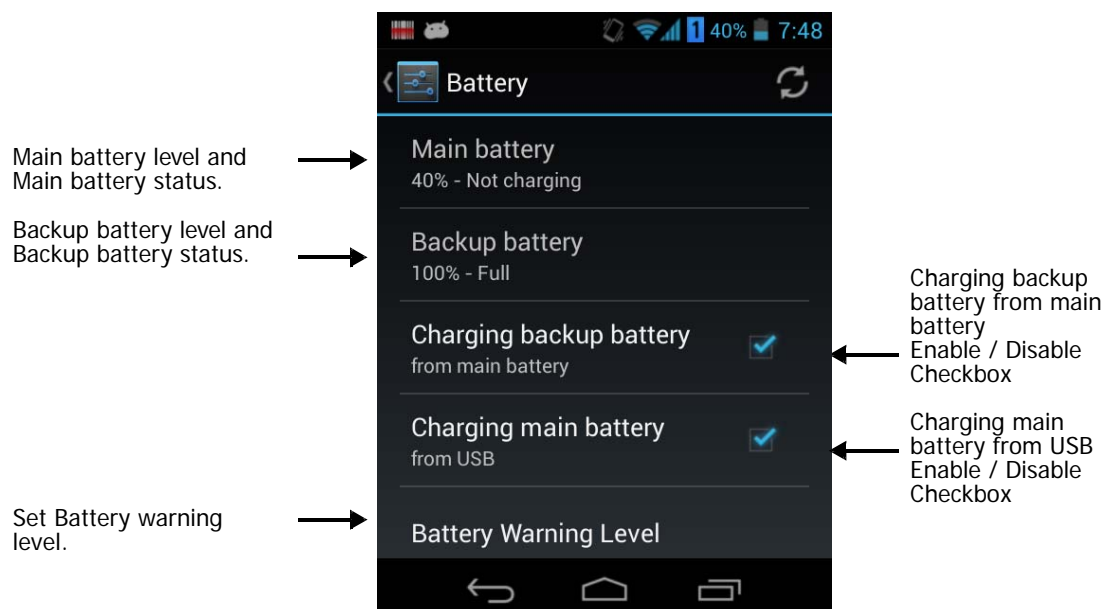 1 40% 7:48
Battery
Main battery level and
Main battery status.
Main battery
40% - Not charging
Backup battery level and
Backup battery status.
Backup battery
100% - Full
Charging backup battery
from main battery
Charging backup
battery from main
battery
Enable / Disable
Checkbox
Charging main battery
from USB
Charging main
battery from USB
Enable / Disable
Checkbox
Set Battery warning
level.
Battery Warning Level